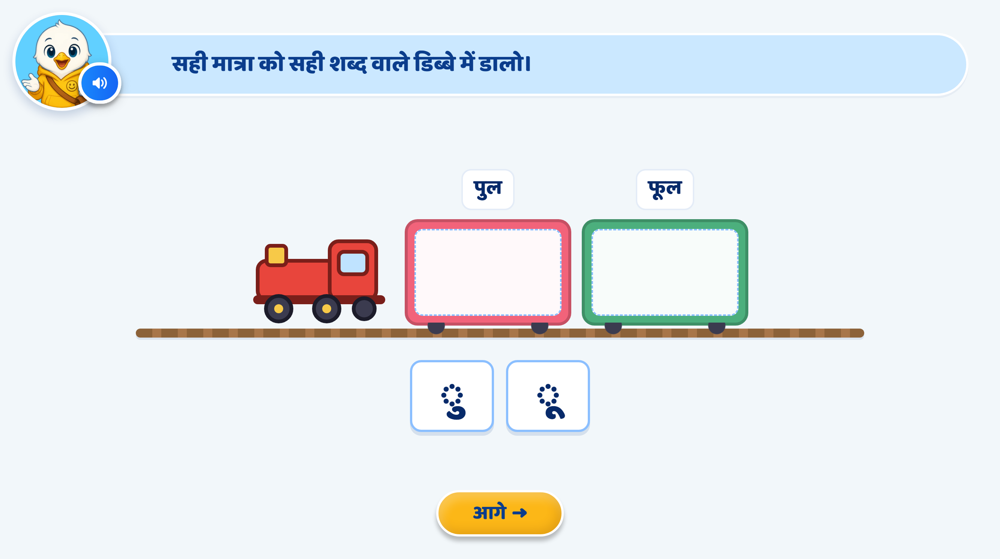 सही मात्रा को सही शब्द वाले डिब्बे में डालो।
पुल फूल
ु ू
आगे →